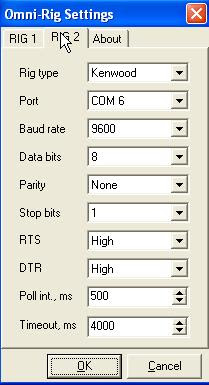 Omni-Rig Settings
RIG 1 RIG 2 About
Rig type Kenwood
Port COM 6
Baud rate 9600
Data bits 8
Parity None
Stop bits 1
RTS High
DTR High
Poll int., ms 500
Timeout, ms 4000
OK Cancel